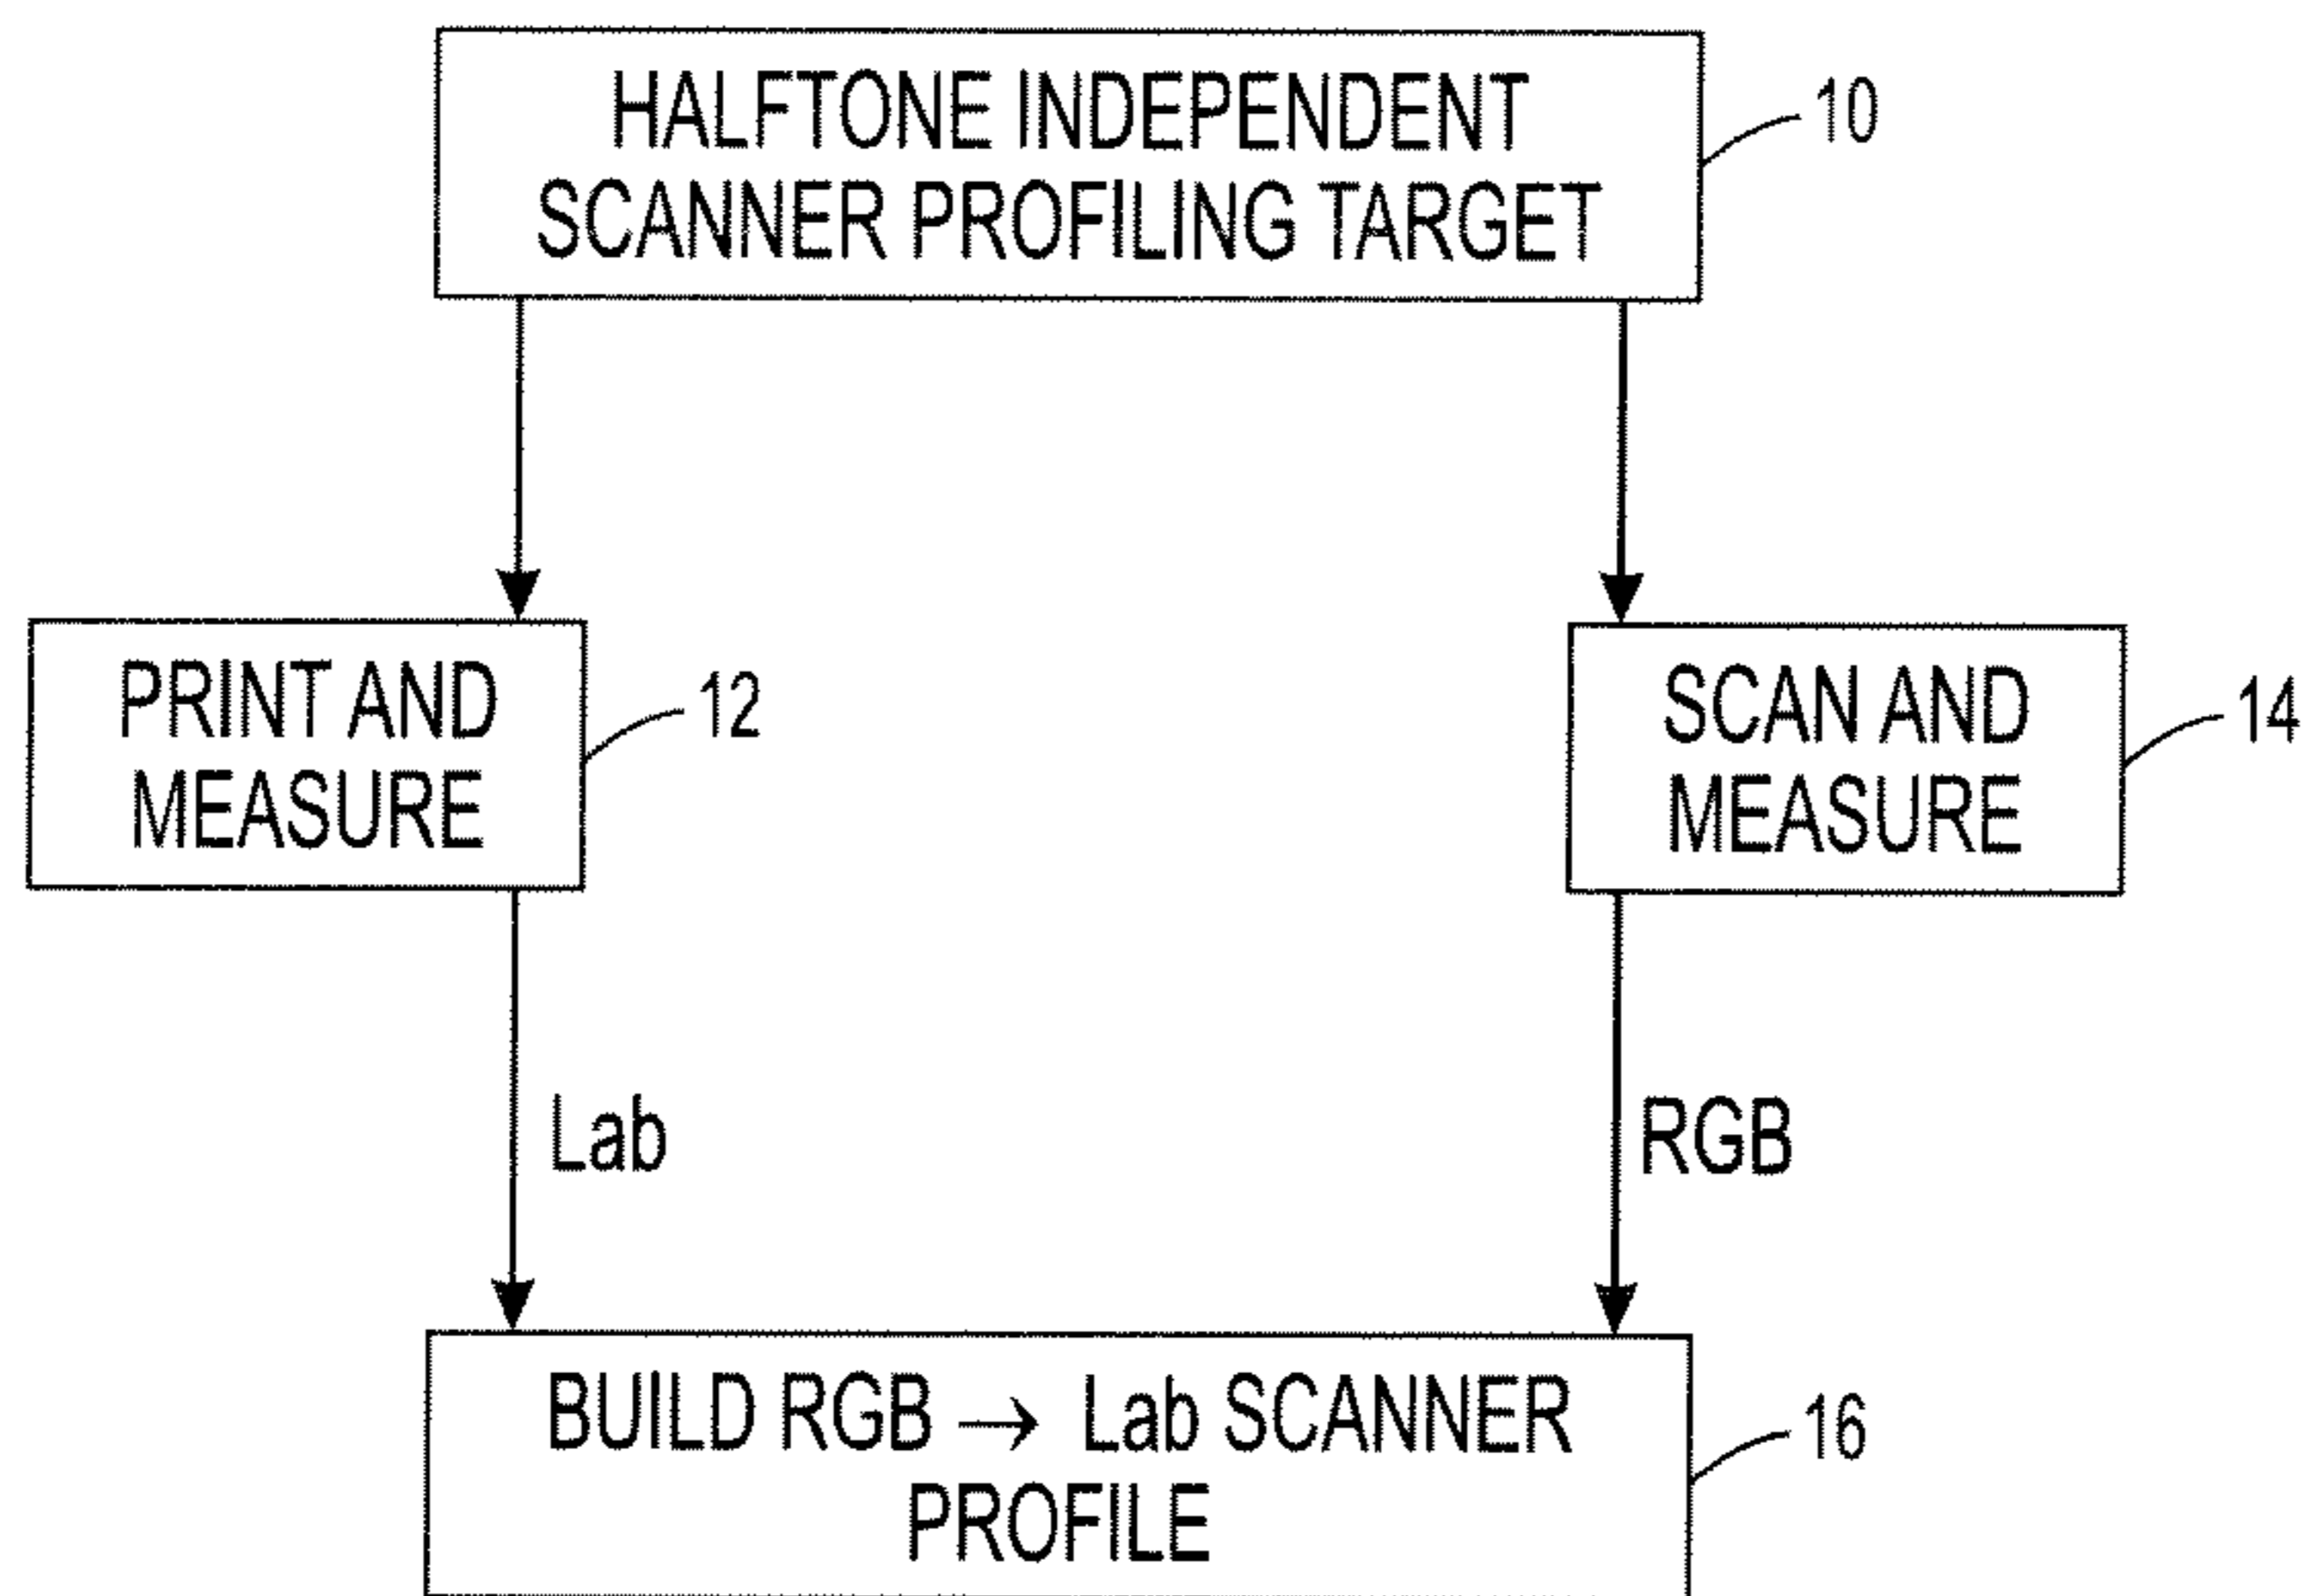 HALFTONE INDEPENDENT
SCANNER PROFILING TARGET
10
PRINT AND
MEASURE
12
SCAN AND
MEASURE
14
Lab
RGB
BUILD RGB → Lab SCANNER
PROFILE
16